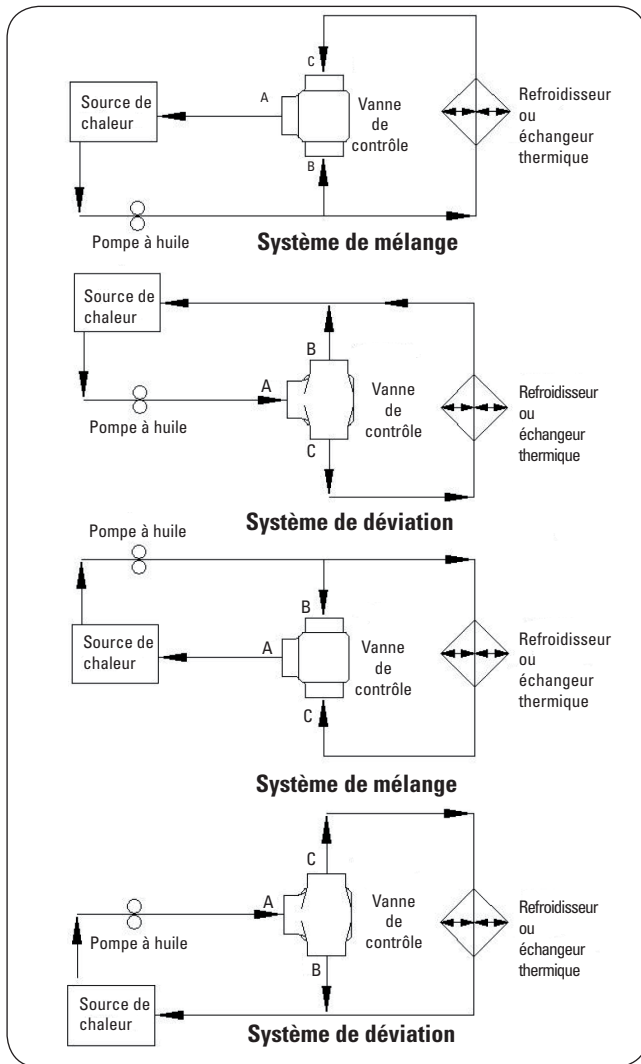 C
A
Source de
chaleur
Vanne
de
contrôle
Refroidisseur
ou
échangeur
thermique
B
Pompe à huile
Système de mélange
Source de
chaleur
B
A
Vanne
de
contrôle
Refroidisseur
ou
échangeur
thermique
Pompe à huile
C
Système de déviation
Pompe à huile
B
A
Source de
chaleur
Vanne
de
contrôle
Refroidisseur
ou
échangeur
thermique
C
Système de mélange
C
A
Vanne
de
contrôle
Refroidisseur
ou
échangeur
thermique
Pompe à huile
B
Source de
chaleur
Système de déviation